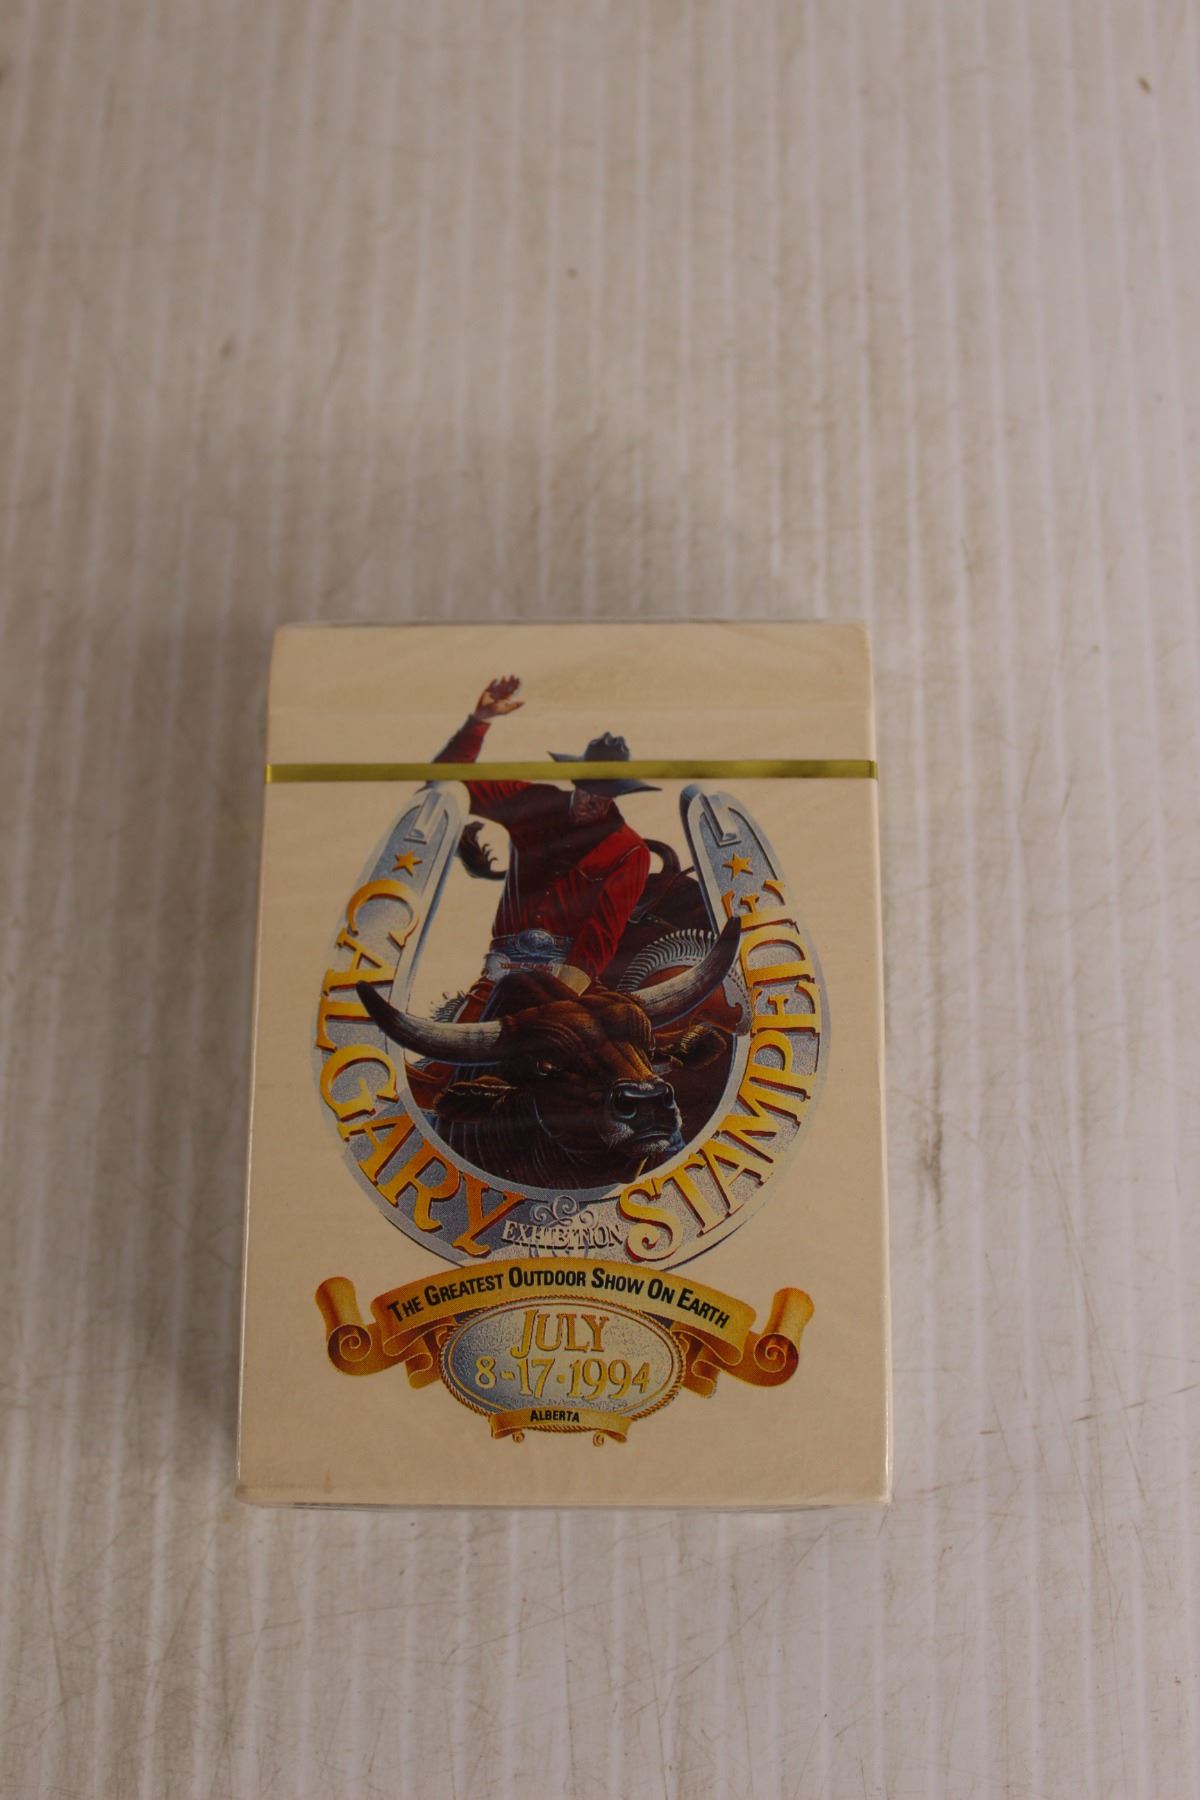 CALGARY
EXHIBITION
STAMPEDE
THE GREATEST OUTDOOR SHOW ON EARTH
JULY
8-17·1994
ALBERTA